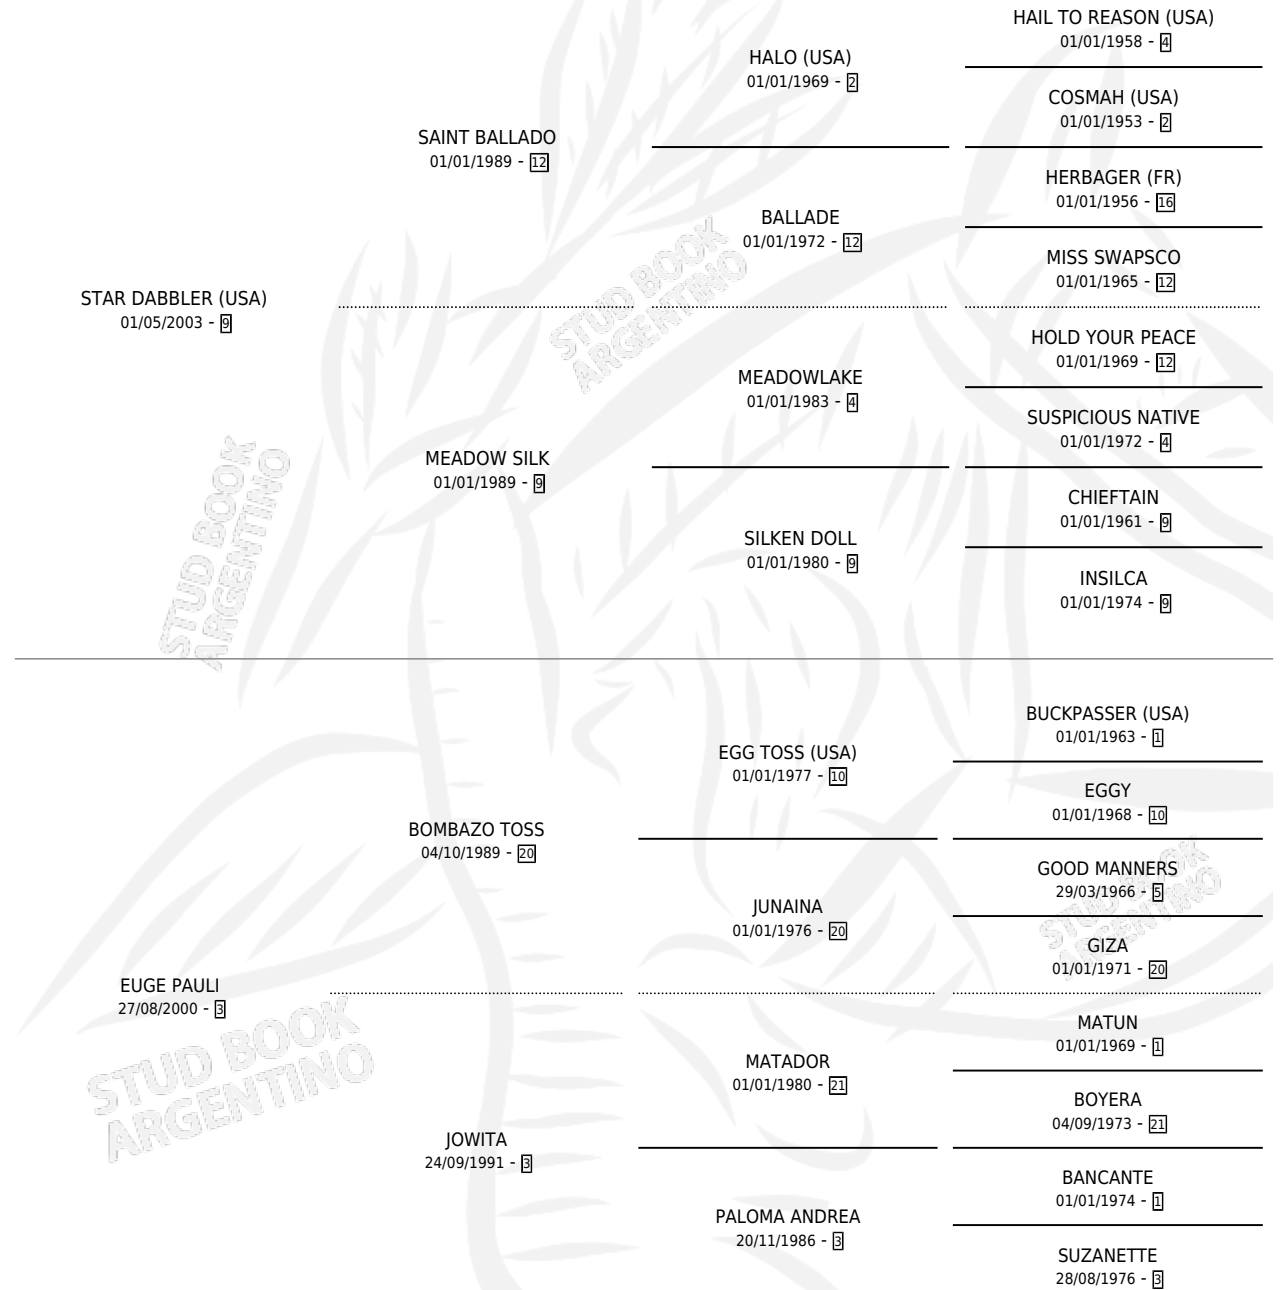 HAIL TO REASON (USA)
01/01/1958 - 4
HALO (USA)
01/01/1969 - 2
COSMAH (USA)
01/01/1953 - 2
SAINT BALLADO
01/01/1989 - 12
HERBAGER (FR)
01/01/1956 - 16
BALLADE
01/01/1972 - 12
MISS SWAPSCO
01/01/1965 - 12
STAR DABBLER (USA)
01/05/2003 - 9
HOLD YOUR PEACE
01/01/1969 - 12
MEADOWLAKE
01/01/1983 - 4
SUSPICIOUS NATIVE
01/01/1972 - 4
MEADOW SILK
01/01/1989 - 9
CHIEFTAIN
01/01/1961 - 9
SILKEN DOLL
01/01/1980 - 9
INSILCA
01/01/1974 - 9
BUCKPASSER (USA)
01/01/1963 - 1
EGG TOSS (USA)
01/01/1977 - 10
EGGY
01/01/1968 - 10
BOMBAZO TOSS
04/10/1989 - 20
GOOD MANNERS
29/03/1966 - 5
JUNAINA
01/01/1976 - 20
GIZA
01/01/1971 - 20
EUGE PAULI
27/08/2000 - 3
MATUN
01/01/1969 - 1
MATADOR
01/01/1980 - 21
BOYERA
04/09/1973 - 21
JOWITA
24/09/1991 - 3
BANCANTE
01/01/1974 - 1
PALOMA ANDREA
20/11/1986 - 3
SUZANETTE
28/08/1976 - 3
STUD BOOK
ARGENTINO
STUD BOOK
ARGENTINO
STUD BOOK
ARGENTINO
STUD BOOK
ARGENTINO